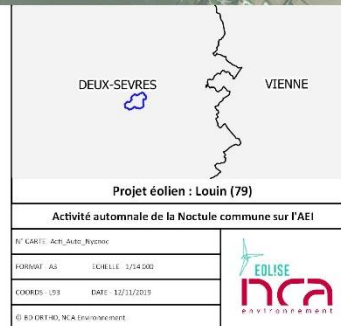 DEUX-SEVRES
VIENNE
Projet éolien : Louin (79)
Activité automnale de la Noctule commune sur l'AEI
N° CARTE Acti_Auto_Nycnoc
FORMAT A3 ECHELLE 1/14 000
COORDS - L93 DATE - 12/11/2019
© BD ORTHO, NCA Environnement
EOLISE
nca
environnement